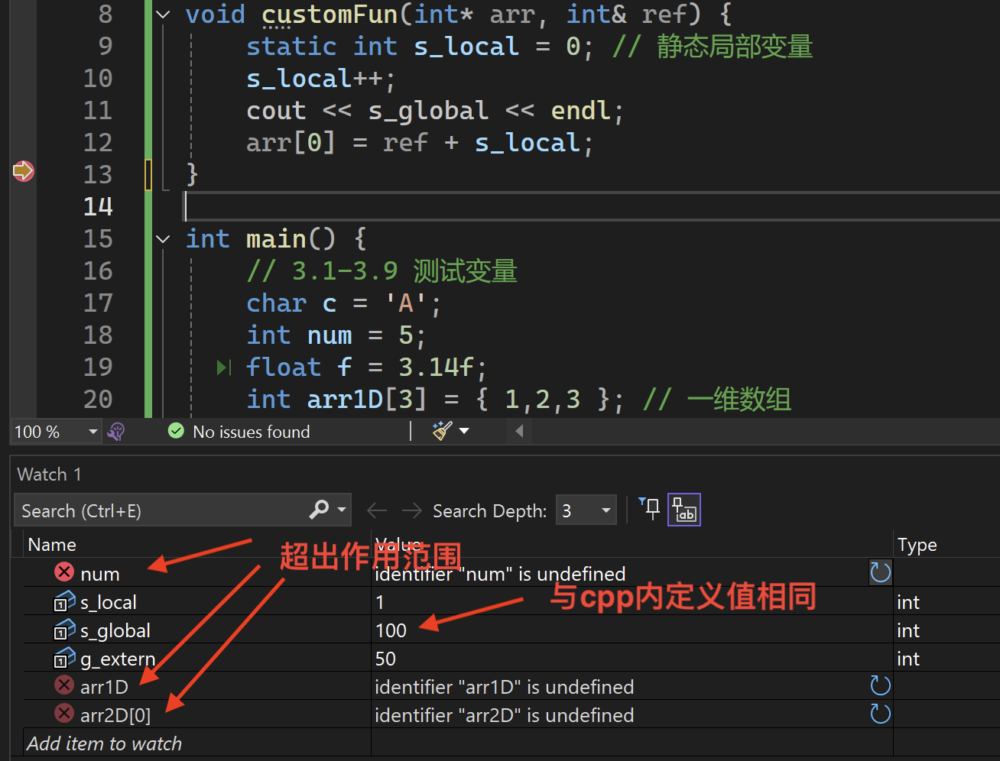 8 void customFun(int* arr, int& ref) {
9 static int s_local = 0; // 静态局部变量
10 s_local++;
11 cout << s_global << endl;
12 arr[0] = ref + s_local;
13 }
14
15 int main() {
16 // 3.1-3.9 测试变量
17 char c = 'A';
18 int num = 5;
19 float f = 3.14f;
20 int arr1D[3] = { 1,2,3 }; // 一维数组
100 % No issues found
Watch 1
Search (Ctrl+E) Search Depth: 3
Name Value Type
超出作用范围
num identifier "num" is undefined
s_local 1 int
与cpp内定义值相同
s_global 100 int
g_extern 50 int
arr1D identifier "arr1D" is undefined
arr2D[0] identifier "arr2D" is undefined
Add item to watch